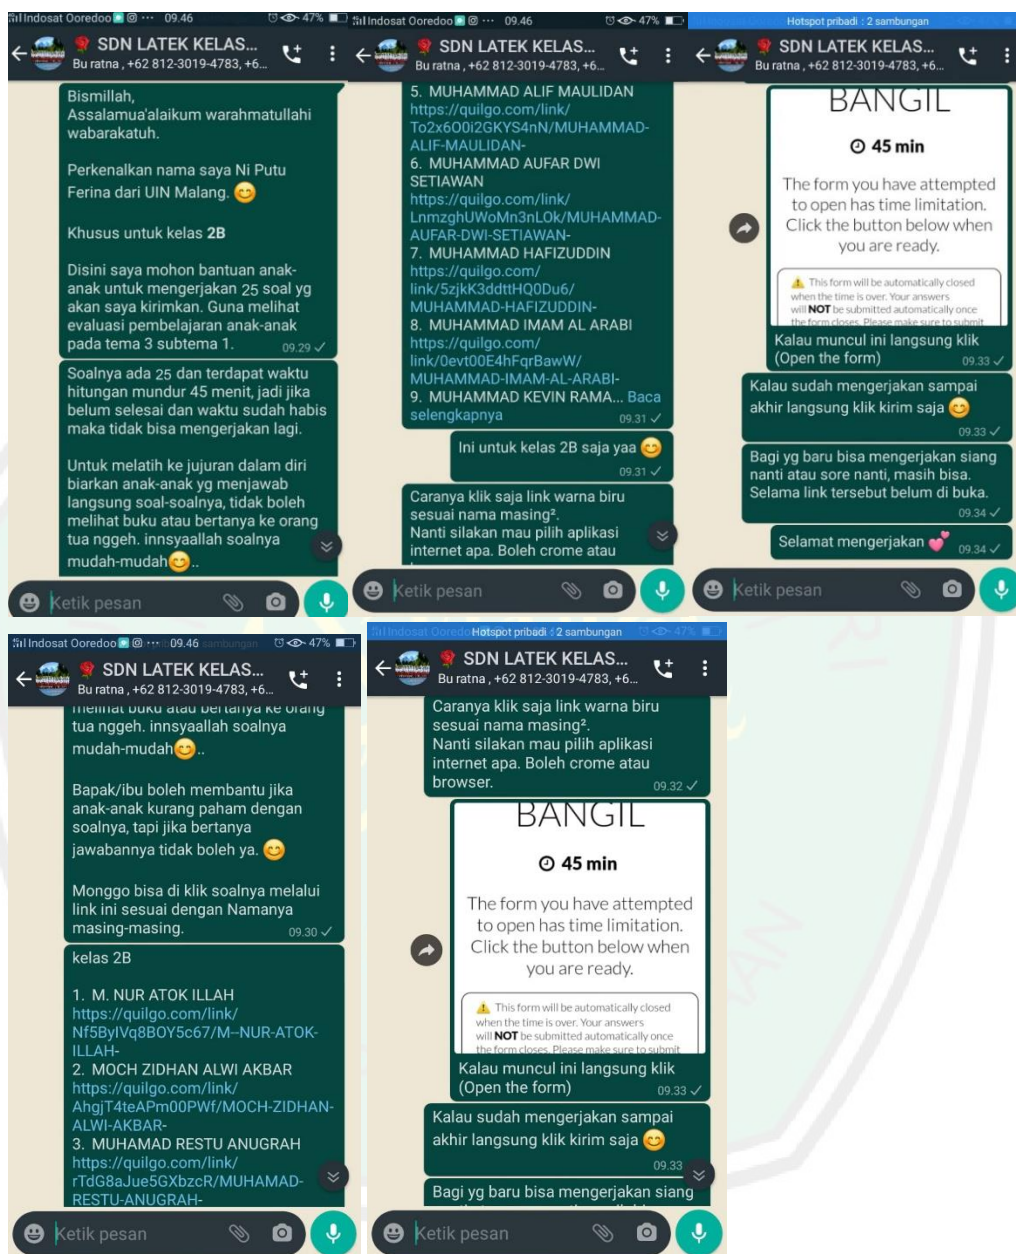 Indosat Ooredoo 09.46 47%
SDN LATEK KELAS...
Bu ratna , +62 812-3019-4783, +6...
Bismillah,
Assalamua'alaikum warahmatullahi
wabarakatuh.
Perkenalkan nama saya Ni Putu
Ferina dari UIN Malang. 😊
Khusus untuk kelas 2B
Disini saya mohon bantuan anak-
anak untuk mengerjakan 25 soal yg
akan saya kirimkan. Guna melihat
evaluasi pembelajaran anak-anak
pada tema 3 subtema 1. 09.29 ✓
Soalnya ada 25 dan terdapat waktu
hitungan mundur 45 menit, jadi jika
belum selesai dan waktu sudah habis
maka tidak bisa mengerjakan lagi.
Untuk melatih ke jujuran dalam diri
biarkan anak-anak yg menjawab
langsung soal-soalnya, tidak boleh
melihat buku atau bertanya ke orang
tua nggeh. innsyaallah soalnya
mudah-mudah😊..
Ketik pesan
Indosat Ooredoo 09.46 47%
SDN LATEK KELAS...
Bu ratna , +62 812-3019-4783, +6...
5. MUHAMMAD ALIF MAULIDAN
https://quilgo.com/link/
To2x6O0i2GKYS4nN/MUHAMMAD-
ALIF-MAULIDAN-
6. MUHAMMAD AUFAR DWI
SETIAWAN
https://quilgo.com/link/
LnmzghUWoMn3nLOk/MUHAMMAD-
AUFAR-DWI-SETIAWAN-
7. MUHAMMAD HAFIZUDDIN
https://quilgo.com/
link/5zjkK3ddttHQ0Du6/
MUHAMMAD-HAFIZUDDIN-
8. MUHAMMAD IMAM AL ARABI
https://quilgo.com/
link/0evt00E4hFqrBawW/
MUHAMMAD-IMAM-AL-ARABI-
9. MUHAMMAD KEVIN RAMA... Baca
selengkapnya 09.31 ✓
Ini untuk kelas 2B saja yaa 😊
09.31 ✓
Caranya klik saja link warna biru
sesuai nama masing².
Nanti silakan mau pilih aplikasi
internet apa. Boleh crome atau
Ketik pesan
Hotspot pribadi : 2 sambungan
SDN LATEK KELAS...
Bu ratna , +62 812-3019-4783, +6...
BANGIL
45 min
The form you have attempted
to open has time limitation.
Click the button below when
you are ready.
⚠ This form will be automatically closed
when the time is over. Your answers
will NOT be submitted automatically once
the form closes. Please make sure to submit
Kalau muncul ini langsung klik
(Open the form) 09.33 ✓
Kalau sudah mengerjakan sampai
akhir langsung klik kirim saja 😊
09.33 ✓
Bagi yg baru bisa mengerjakan siang
nanti atau sore nanti, masih bisa.
Selama link tersebut belum di buka.
09.34 ✓
Selamat mengerjakan 💕 09.34 ✓
Ketik pesan
Indosat Ooredoo 09.46 sambungan 47%
SDN LATEK KELAS...
Bu ratna , +62 812-3019-4783, +6...
melihat buku atau bertanya ke orang
tua nggeh. innsyaallah soalnya
mudah-mudah😊..
Bapak/ibu boleh membantu jika
anak-anak kurang paham dengan
soalnya, tapi jika bertanya
jawabannya tidak boleh ya. 😊
Monggo bisa di klik soalnya melalui
link ini sesuai dengan Namanya
masing-masing. 09.30 ✓
kelas 2B
1. M. NUR ATOK ILLAH
https://quilgo.com/link/
Nf5ByIVq8BOY5c67/M--NUR-ATOK-
ILLAH-
2. MOCH ZIDHAN ALWI AKBAR
https://quilgo.com/link/
AhgjT4teAPm00PWf/MOCH-ZIDHAN-
ALWI-AKBAR-
3. MUHAMAD RESTU ANUGRAH
https://quilgo.com/link/
rTdG8aJue5GXbzcR/MUHAMAD-
RESTU-ANUGRAH-
Ketik pesan
Indosat Ooredoo Hotspot pribadi : 2 sambungan 47%
SDN LATEK KELAS...
Bu ratna , +62 812-3019-4783, +6...
Caranya klik saja link warna biru
sesuai nama masing².
Nanti silakan mau pilih aplikasi
internet apa. Boleh crome atau
browser. 09.32 ✓
BANGIL
45 min
The form you have attempted
to open has time limitation.
Click the button below when
you are ready.
⚠ This form will be automatically closed
when the time is over. Your answers
will NOT be submitted automatically once
the form closes. Please make sure to submit
Kalau muncul ini langsung klik
(Open the form) 09.33 ✓
Kalau sudah mengerjakan sampai
akhir langsung klik kirim saja 😊
09.33
Bagi yg baru bisa mengerjakan siang
Ketik pesan